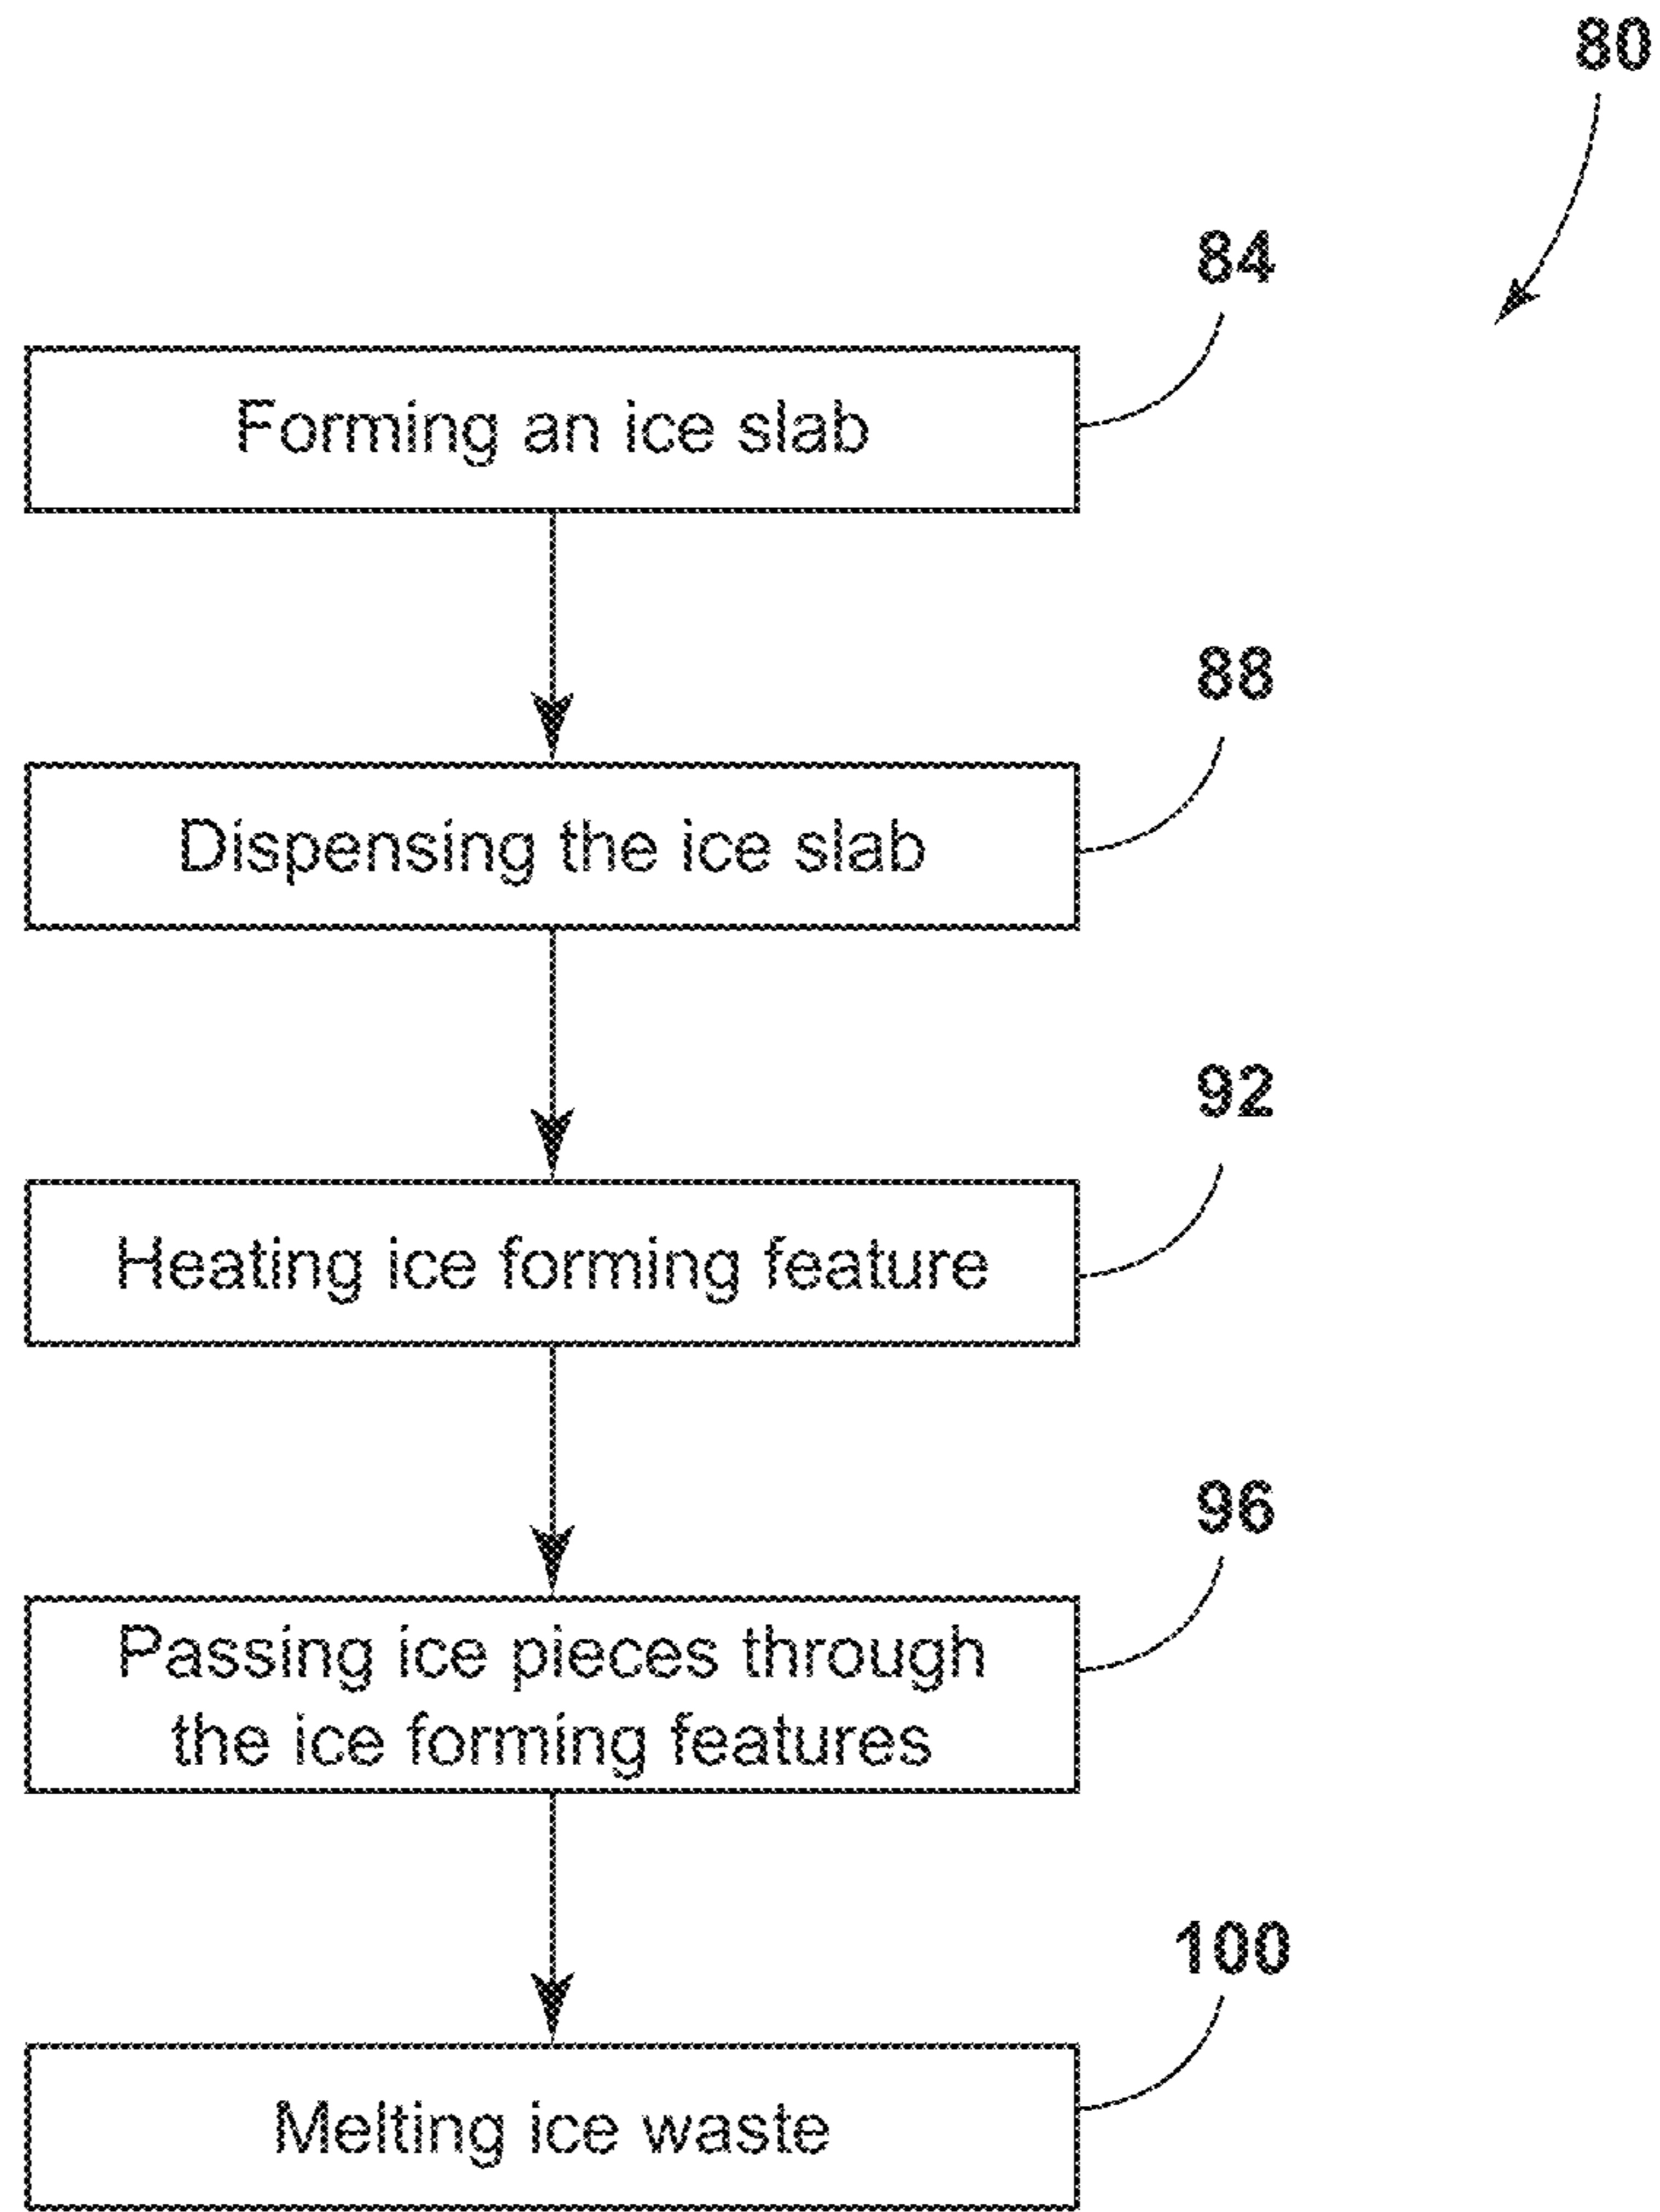 80
84
Forming an ice slab
88
Dispensing the ice slab
92
Heating ice forming feature
96
Passing ice pieces through
the ice forming features
100
Melting ice waste